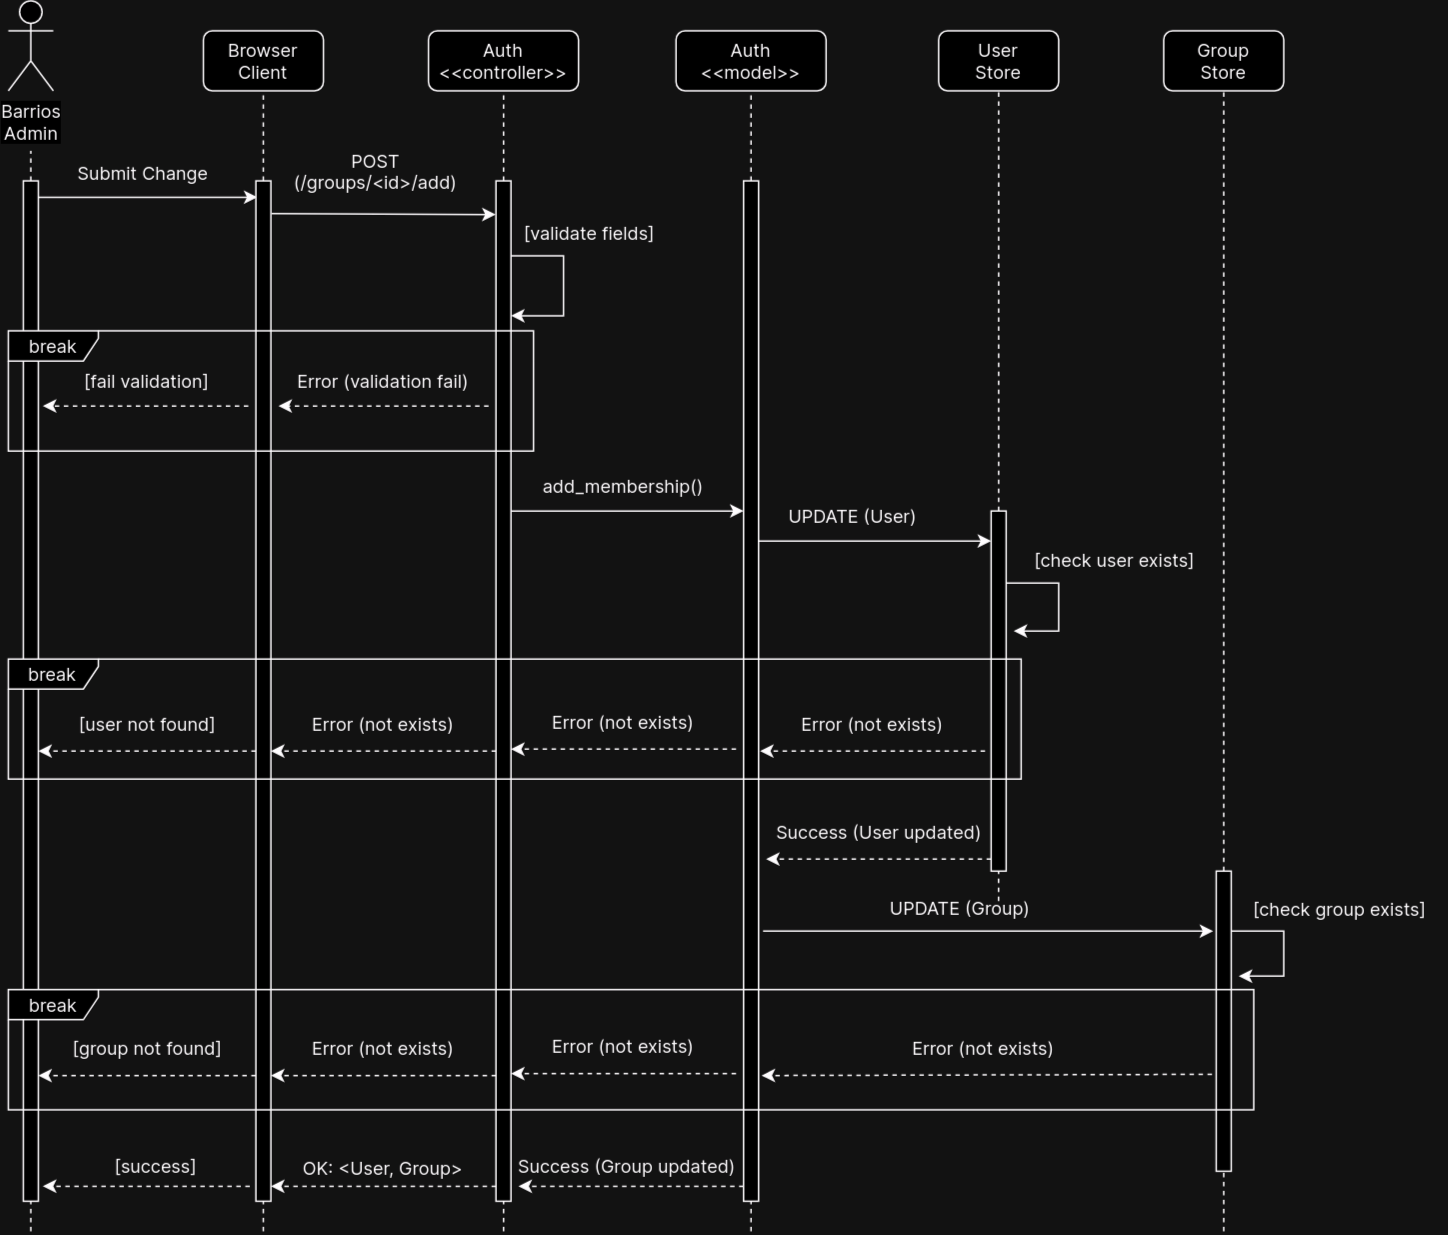 Browser
Client
Auth
<<controller>>
Auth
<<model>>
User
Store
Group
Store
Barrios
Admin
Submit Change
POST
(/groups/<id>/add)
[validate fields]
break
[fail validation]
Error (validation fail)
add_membership()
UPDATE (User)
[check user exists]
break
[user not found]
Error (not exists)
Error (not exists)
Error (not exists)
Success (User updated)
UPDATE (Group)
[check group exists]
break
[group not found]
Error (not exists)
Error (not exists)
Error (not exists)
[success]
OK: <User, Group>
Success (Group updated)